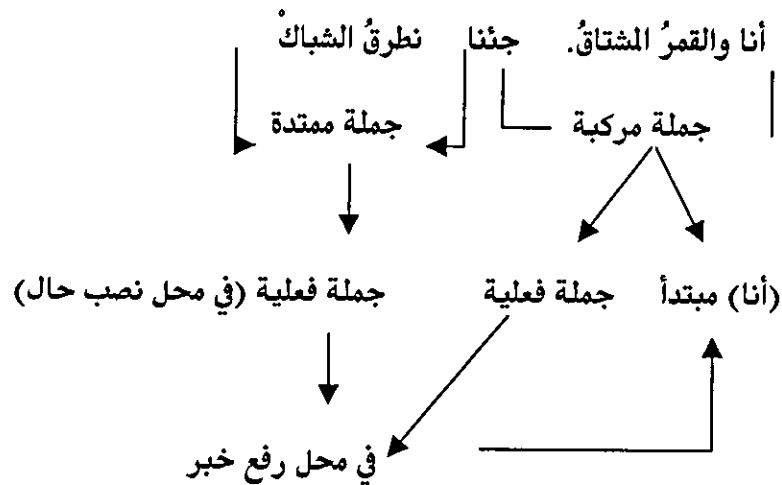 أنا والقمرُ المشتاقُ. جئنا نطرقُ الشباكْ
جملة مركبة جملة ممتدة
(أنا) مبتدأ جملة فعلية جملة فعلية (في محل نصب حال)
في محل رفع خبر